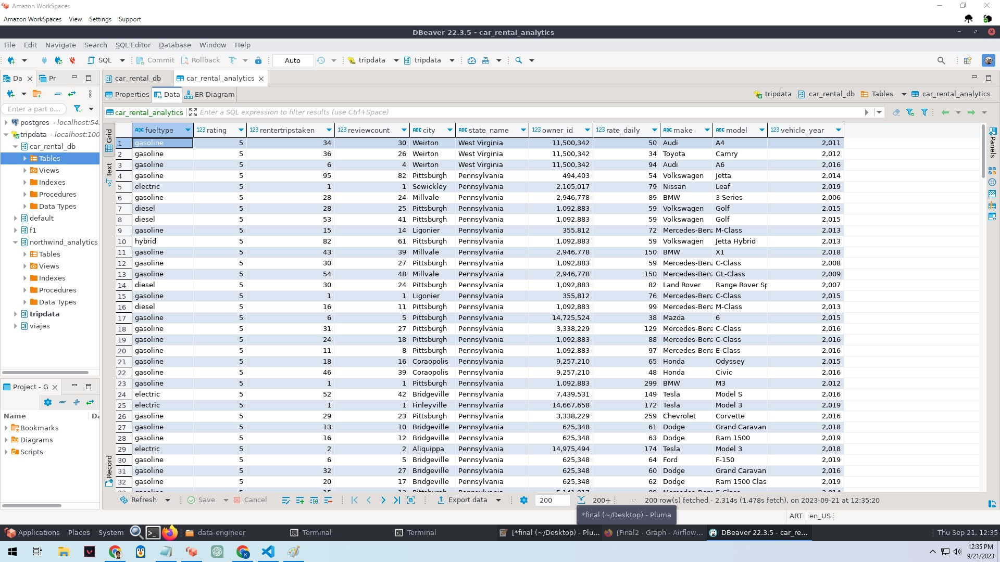 Amazon WorkSpaces
Amazon WorkSpaces View Settings Support
DBeaver 22.3.5 - car_rental_analytics
File Edit Navigate Search SQL Editor Database Window Help
SQL Commit Rollback Auto tripdata tripdata
Da Pr car_rental_db car_rental_analytics
Properties Data ER Diagram tripdata car_rental_db Tables car_rental_analytics
Enter a part o... car_rental_analytics Enter a SQL expression to filter results (use Ctrl+Space)
postgres - localhost:54
tripdata - localhost:100
car_rental_db
Tables
Views
Indexes
Procedures
Data Types
default
f1
northwind_analytics
Tables
Views
Indexes
Procedures
Data Types
tripdata
viajes
Project - G
Name Da
Bookmarks
Diagrams
Scripts
Grid
Text
Record
Panels
ABC fueltype 123 rating 123 rentertripstaken 123 reviewcount ABC city ABC state_name 123 owner_id 123 rate_daily ABC make ABC model 123 vehicle_year
1 gasoline 5 34 30 Weirton West Virginia 11,500,342 50 Audi A4 2,011
2 gasoline 5 36 26 Weirton West Virginia 11,500,342 34 Toyota Camry 2,012
3 gasoline 5 6 4 Weirton West Virginia 11,500,342 94 Audi A6 2,016
4 gasoline 5 95 82 Pittsburgh Pennsylvania 494,403 54 Volkswagen Jetta 2,014
5 electric 5 1 1 Sewickley Pennsylvania 2,105,017 79 Nissan Leaf 2,019
6 gasoline 5 28 24 Millvale Pennsylvania 2,946,778 89 BMW 3 Series 2,006
7 diesel 5 28 25 Pittsburgh Pennsylvania 1,092,883 59 Volkswagen Golf 2,015
8 diesel 5 53 41 Pittsburgh Pennsylvania 1,092,883 59 Volkswagen Golf 2,015
9 gasoline 5 15 14 Ligonier Pennsylvania 355,812 72 Mercedes-Benz M-Class 2,013
10 hybrid 5 82 61 Pittsburgh Pennsylvania 1,092,883 59 Volkswagen Jetta Hybrid 2,013
11 gasoline 5 43 39 Millvale Pennsylvania 2,946,778 150 BMW X1 2,018
12 gasoline 5 30 27 Pittsburgh Pennsylvania 1,092,883 59 Mercedes-Benz C-Class 2,008
13 gasoline 5 54 48 Millvale Pennsylvania 2,946,778 150 Mercedes-Benz GL-Class 2,009
14 diesel 5 30 24 Pittsburgh Pennsylvania 1,092,883 82 Land Rover Range Rover Sp 2,007
15 gasoline 5 1 1 Ligonier Pennsylvania 355,812 76 Mercedes-Benz C-Class 2,015
16 diesel 5 16 11 Pittsburgh Pennsylvania 1,092,883 99 Mercedes-Benz M-Class 2,013
17 gasoline 5 6 5 Pittsburgh Pennsylvania 14,725,524 38 Mazda 6 2,015
18 gasoline 5 31 27 Pittsburgh Pennsylvania 3,338,229 129 Mercedes-Benz C-Class 2,016
19 gasoline 5 24 18 Pittsburgh Pennsylvania 1,092,883 88 Mercedes-Benz C-Class 2,016
20 gasoline 5 11 8 Pittsburgh Pennsylvania 1,092,883 97 Mercedes-Benz E-Class 2,016
21 gasoline 5 18 16 Coraopolis Pennsylvania 9,257,210 65 Honda Odyssey 2,015
22 gasoline 5 46 39 Coraopolis Pennsylvania 9,257,210 48 Honda Civic 2,016
23 gasoline 5 1 1 Pittsburgh Pennsylvania 1,092,883 299 BMW M3 2,012
24 electric 5 52 42 Bridgeville Pennsylvania 7,439,531 149 Tesla Model S 2,016
25 electric 5 1 1 Finleyville Pennsylvania 14,667,658 172 Tesla Model 3 2,019
26 gasoline 5 29 23 Pittsburgh Pennsylvania 3,338,229 259 Chevrolet Corvette 2,016
27 gasoline 5 13 10 Bridgeville Pennsylvania 625,348 61 Dodge Grand Caravan 2,018
28 gasoline 5 16 12 Bridgeville Pennsylvania 625,348 63 Dodge Ram 1500 2,019
29 electric 5 2 2 Aliquippa Pennsylvania 14,975,494 174 Tesla Model 3 2,018
30 gasoline 5 6 5 Bridgeville Pennsylvania 625,348 64 Ford F-150 2,019
31 gasoline 5 32 27 Bridgeville Pennsylvania 625,348 60 Dodge Grand Caravan 2,016
32 gasoline 5 20 17 Bridgeville Pennsylvania 625,348 62 Dodge Ram 1500 Clas 2,019
Refresh Save Cancel Export data 200 200+ ... 200 row(s) fetched - 2.314s (1.478s fetch), on 2023-09-21 at 12:35:20
*final (~/Desktop) - Pluma
ART en_US
Applications Places System data-engineer Terminal Terminal [*final (~/Desktop) - Plu... [Final2 - Graph - Airflow... DBeaver 22.3.5 - car_re... Thu Sep 21, 12:35
12:35 PM
9/21/2023